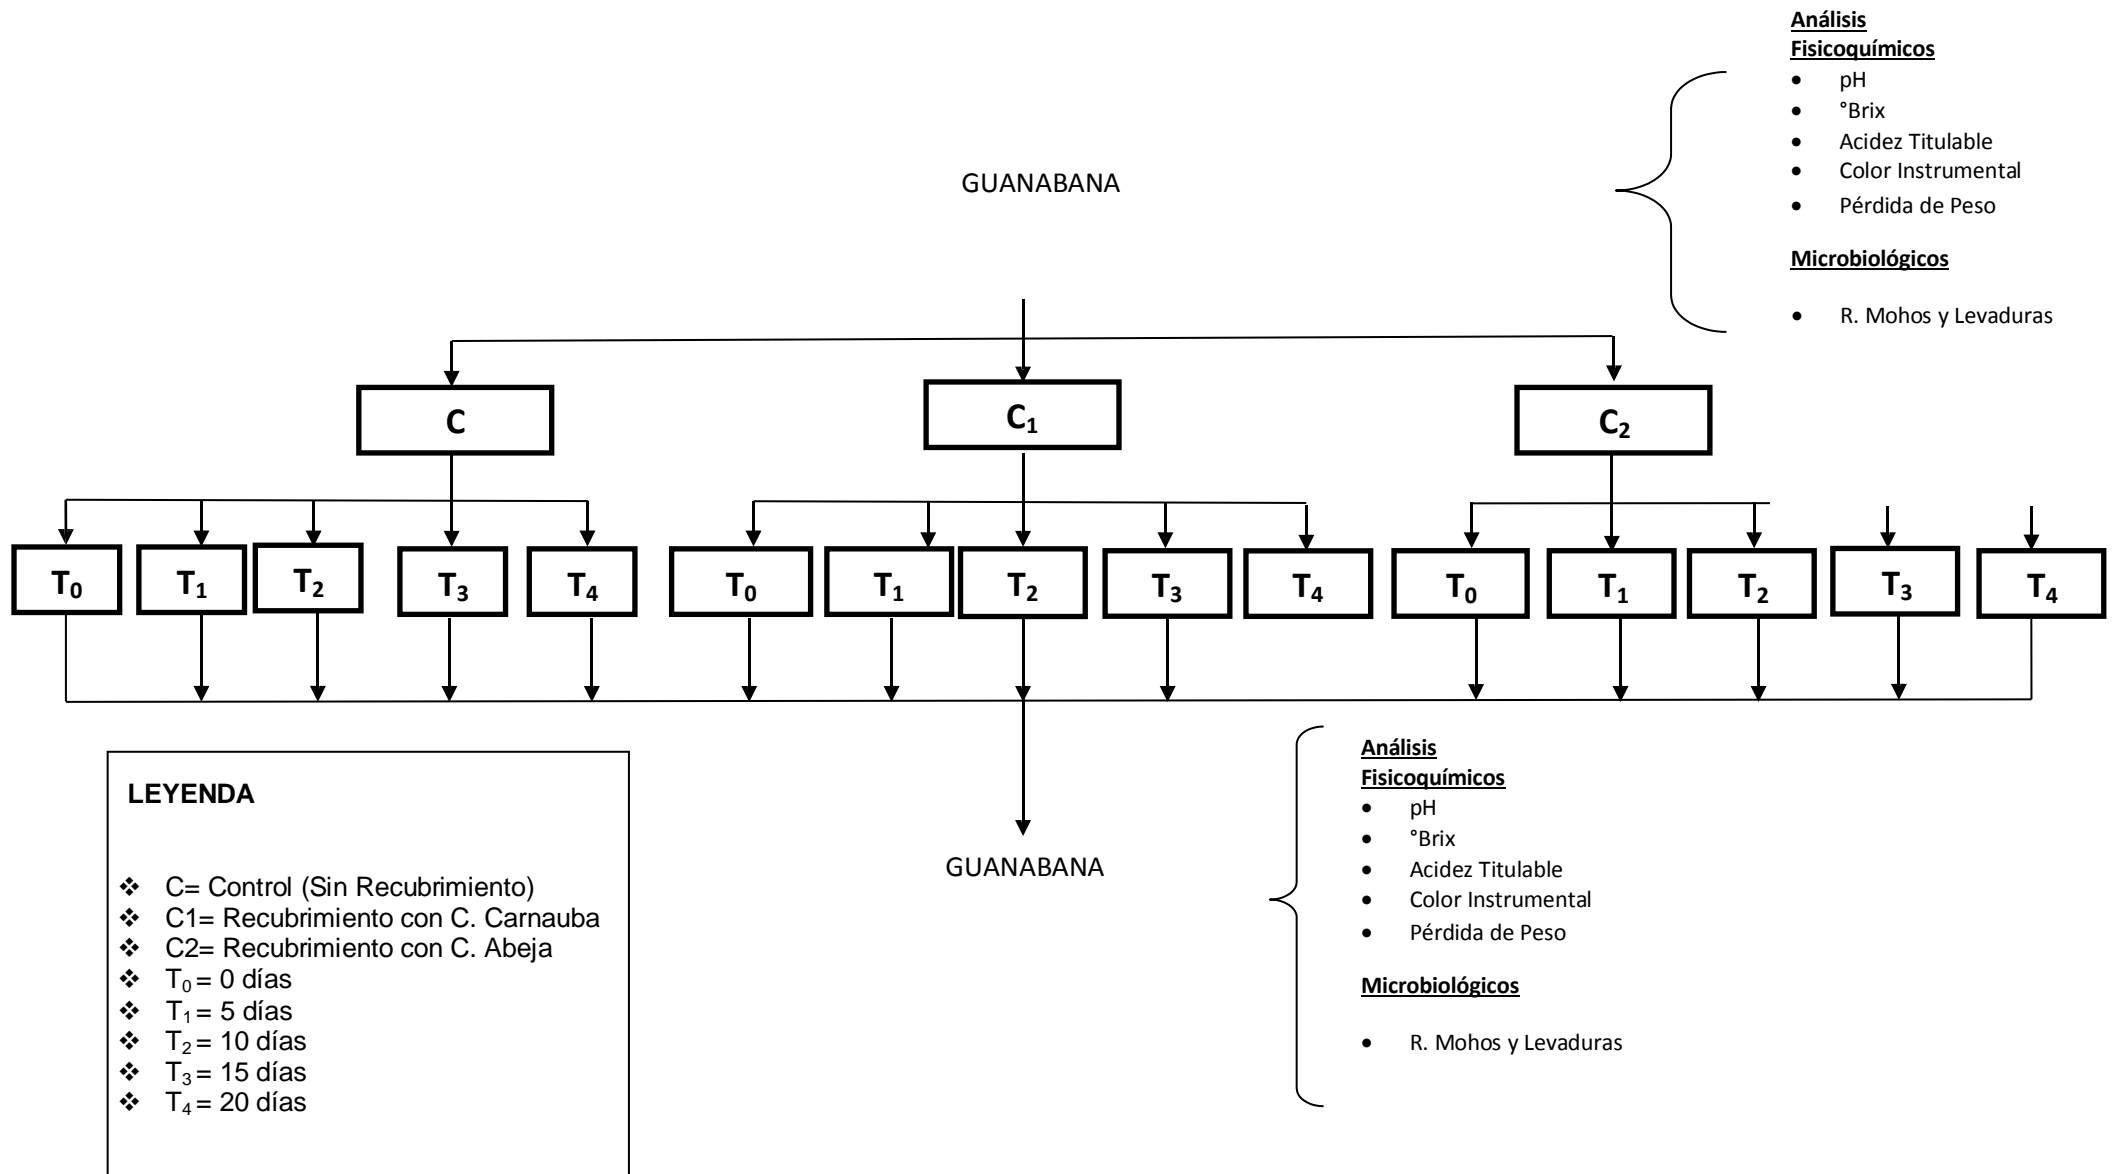 Análisis
Fisicoquímicos
• pH
• °Brix
• Acidez Titulable
• Color Instrumental
• Pérdida de Peso
Microbiológicos
• R. Mohos y Levaduras
GUANABANA
C
C₁
C₂
T₀
T₁
T₂
T₃
T₄
T₀
T₁
T₂
T₃
T₄
T₀
T₁
T₂
T₃
T₄
LEYENDA
❖ C= Control (Sin Recubrimiento)
❖ C1= Recubrimiento con C. Carnauba
❖ C2= Recubrimiento con C. Abeja
❖ T₀ = 0 días
❖ T₁ = 5 días
❖ T₂ = 10 días
❖ T₃ = 15 días
❖ T₄ = 20 días
GUANABANA
Análisis
Fisicoquímicos
• pH
• °Brix
• Acidez Titulable
• Color Instrumental
• Pérdida de Peso
Microbiológicos
• R. Mohos y Levaduras